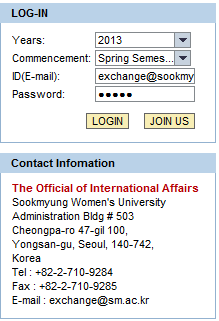 LOG-IN
Years: 2013
Commencement: Spring Semes...
ID(E-mail): exchange@sookmy
Password: •••••
LOGIN JOIN US
Contact Infomation
The Official of International Affairs
Sookmyung Women's University
Administration Bldg # 503
Cheongpa-ro 47-gil 100,
Yongsan-gu, Seoul, 140-742,
Korea
Tel : +82-2-710-9284
Fax : +82-2-710-9285
E-mail : exchange@sm.ac.kr